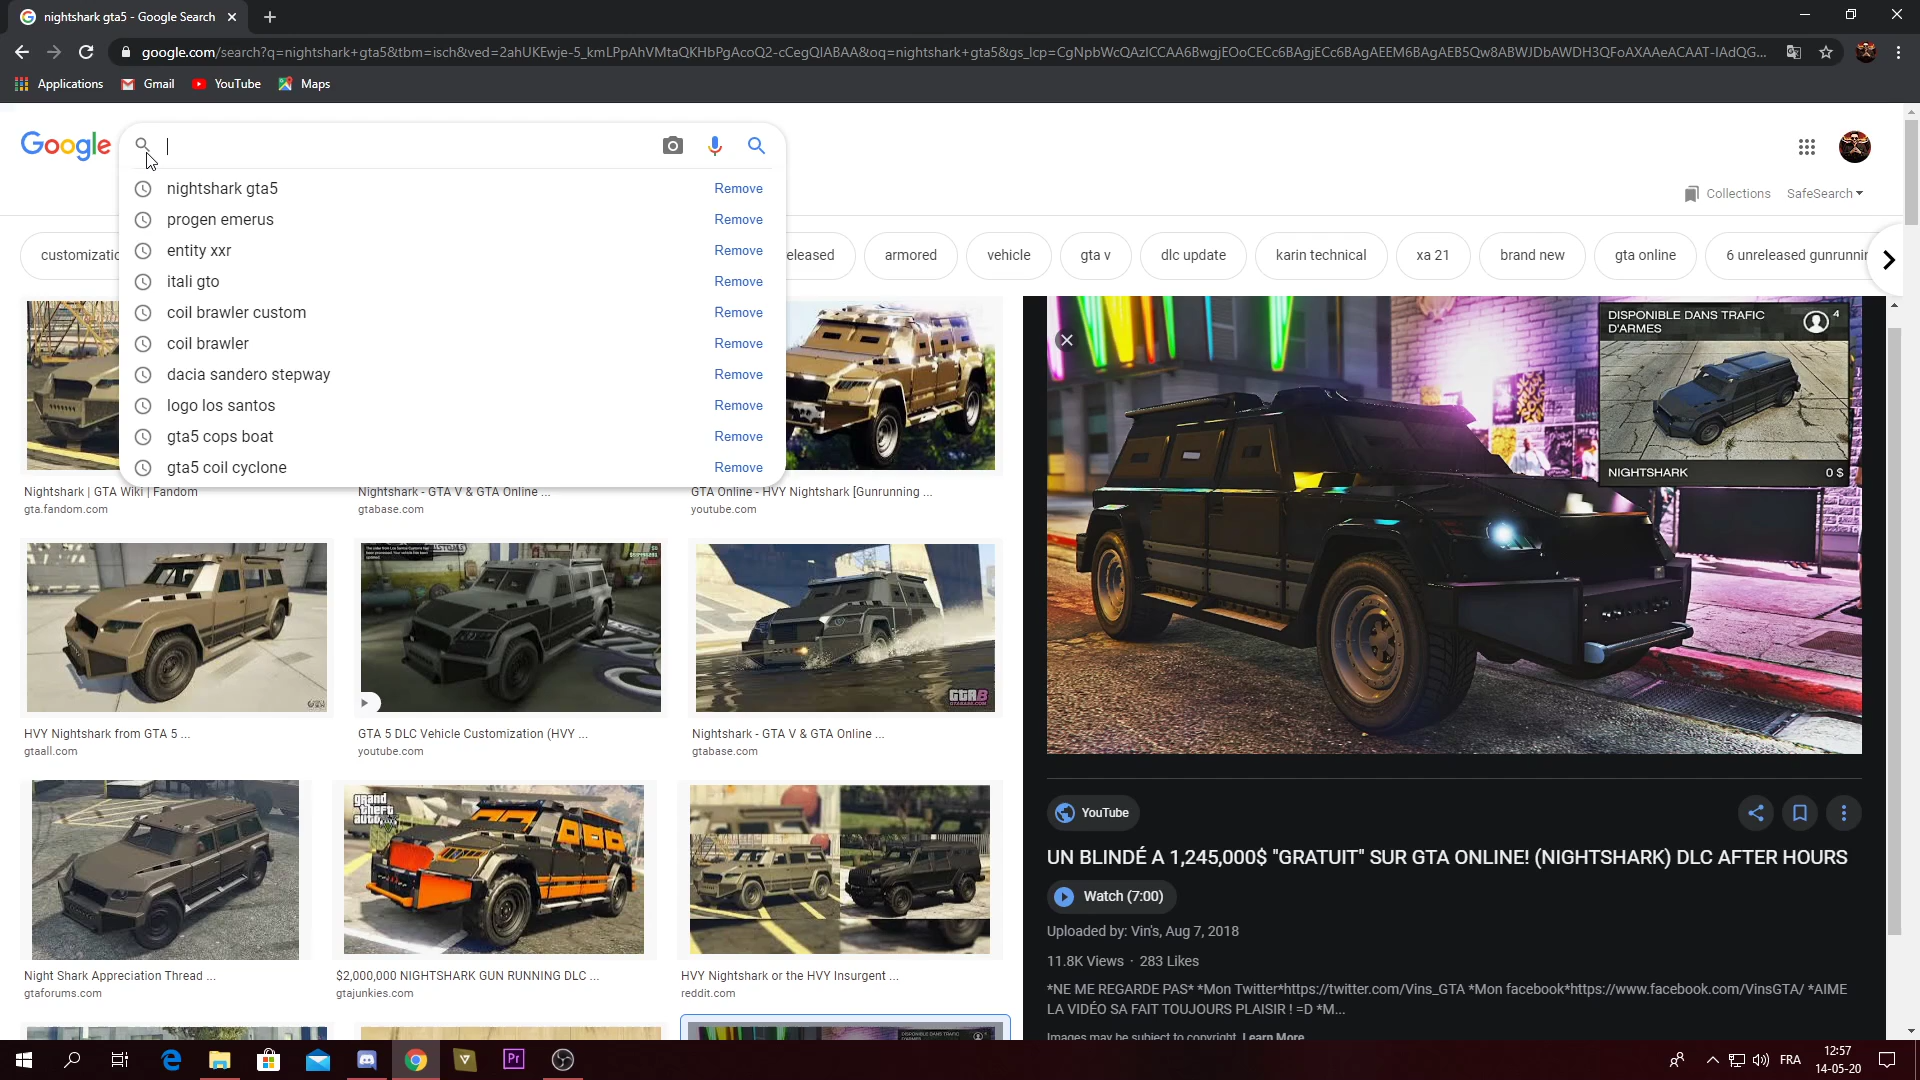 nightshark gta5 - Google Search
google.com/search?q=nightshark+gta5&tbm=isch&ved=2ahUKEwje-5_kmLPpAhVMtaQKHbPgAcoQ2-cCegQIABAA&oq=nightshark+gta5&gs_lcp=CgNpbWcQAzICCAA6BwgjEOoCECc6BAgjECc6BAgAEEM6BAgAEB5Qw8ABWJDbAWDH3QFoAXAAeACAAT-IAdQG...
Applications Gmail YouTube Maps
Google
nightshark gta5 Remove
progen emerus Remove
entity xxr Remove
itali gto Remove
coil brawler custom Remove
coil brawler Remove
dacia sandero stepway Remove
logo los santos Remove
gta5 cops boat Remove
gta5 coil cyclone Remove
Collections SafeSearch
customizatio eleased armored vehicle gta v dlc update karin technical xa 21 brand new gta online 6 unreleased gunrunnin
Nightshark | GTA Wiki | Fandom
gta.fandom.com
Nightshark - GTA V & GTA Online ...
gtabase.com
GTA Online - HVY Nightshark [Gunrunning ...
youtube.com
HVY Nightshark from GTA 5 ...
gtaall.com
GTA 5 DLC Vehicle Customization (HVY ...
youtube.com
Nightshark - GTA V & GTA Online ...
gtabase.com
grand
theft
auto
Night Shark Appreciation Thread ...
gtaforums.com
$2,000,000 NIGHTSHARK GUN RUNNING DLC ...
gtajunkies.com
HVY Nightshark or the HVY Insurgent ...
reddit.com
DISPONIBLE DANS TRAFIC
D'ARMES
4
NIGHTSHARK 0 $
YouTube
UN BLINDÉ A 1,245,000$ "GRATUIT" SUR GTA ONLINE! (NIGHTSHARK) DLC AFTER HOURS
Watch (7:00)
Uploaded by: Vin's, Aug 7, 2018
11.8K Views · 283 Likes
*NE ME REGARDE PAS* *Mon Twitter*https://twitter.com/Vins_GTA *Mon facebook*https://www.facebook.com/VinsGTA/ *AIME
LA VIDÉO SA FAIT TOUJOURS PLAISIR ! =D *M...
Images may be subject to copyright. Learn More
Pr
FRA
12:57
14-05-20